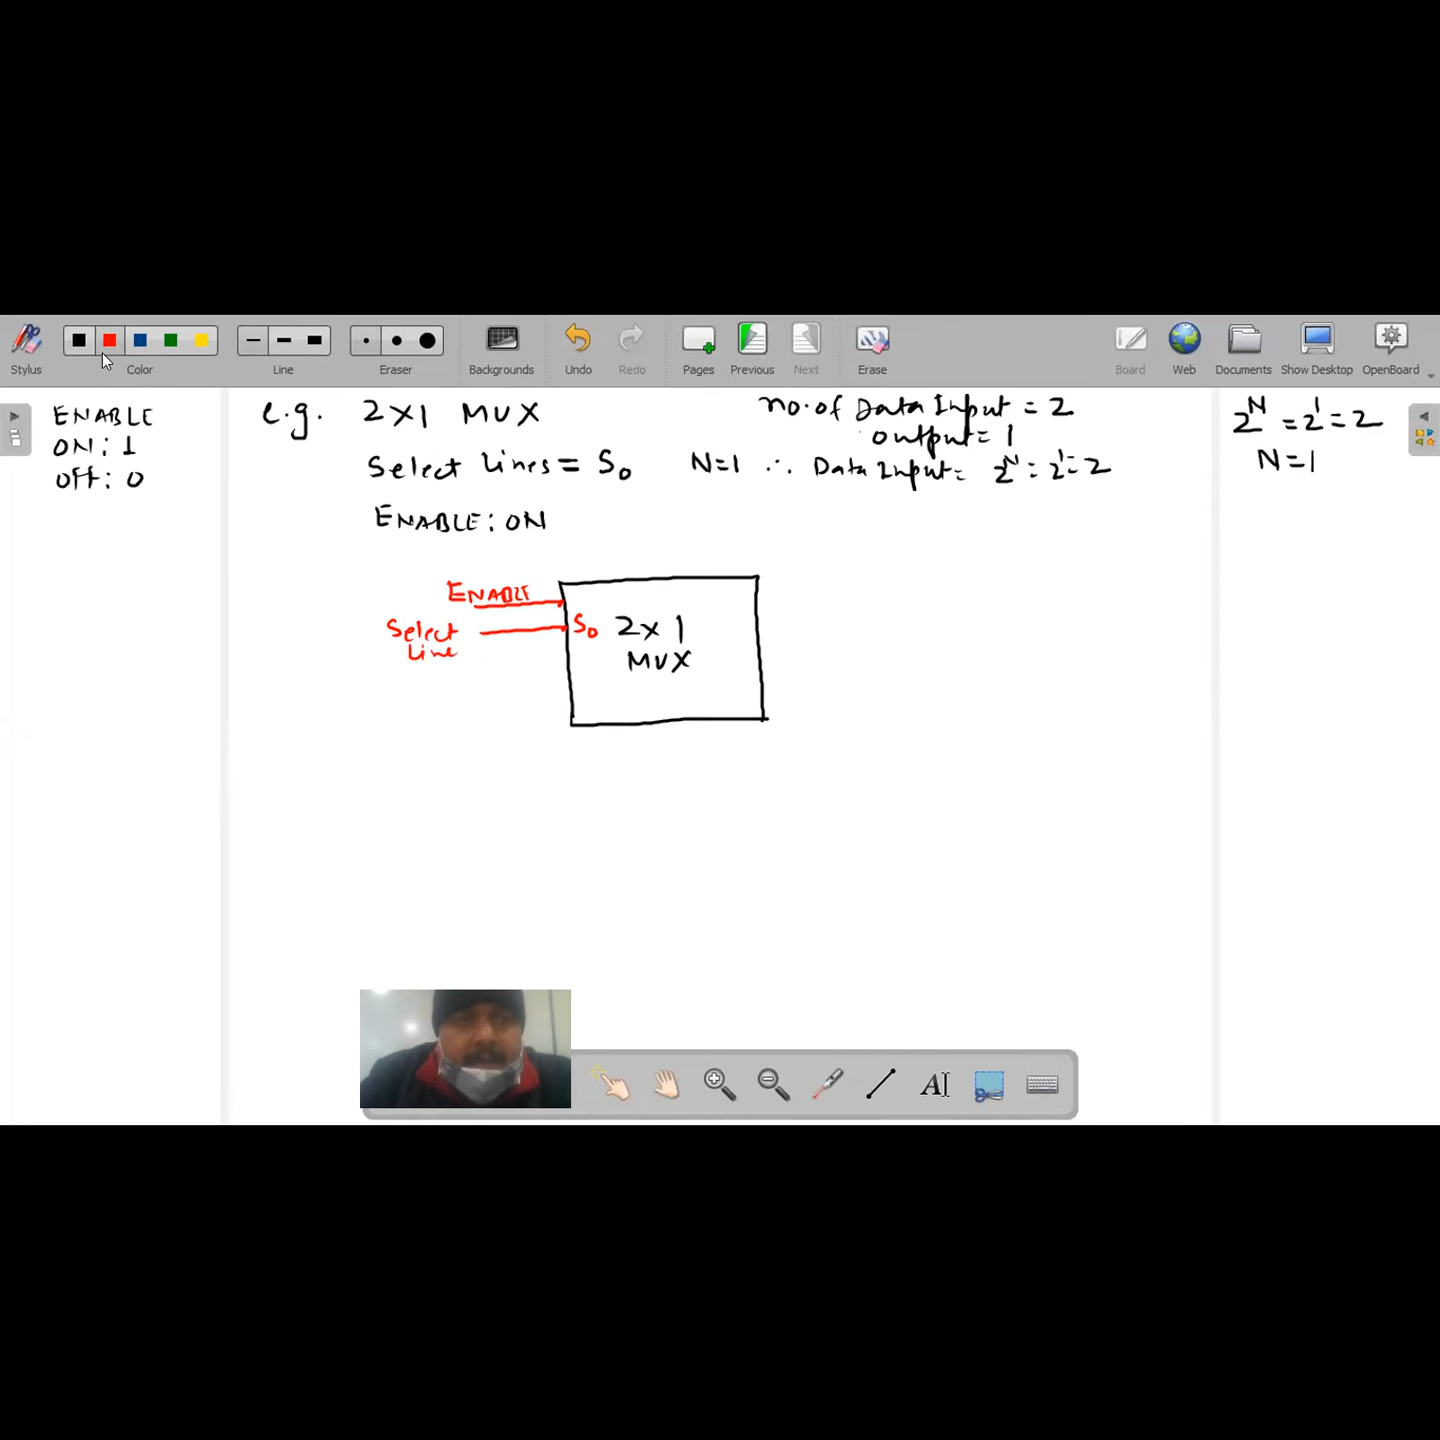 Stylus
Color
Line
Eraser
Backgrounds
Undo
Redo
Pages
Previous
Next
Erase
Board
Web
Documents
Show Desktop
OpenBoard
ENABLE
ON: 1
OFF: 0
e.g. 2x1 MUX
no. of Data Input = 2
output = 1
Select Lines = S0 N=1 ∴ Data Input = 2^N = 2^1 = 2
ENABLE: ON
2^N = 2^1 = 2
N = 1
ENABLE
Select
Line
S0 2x1
MUX
AI